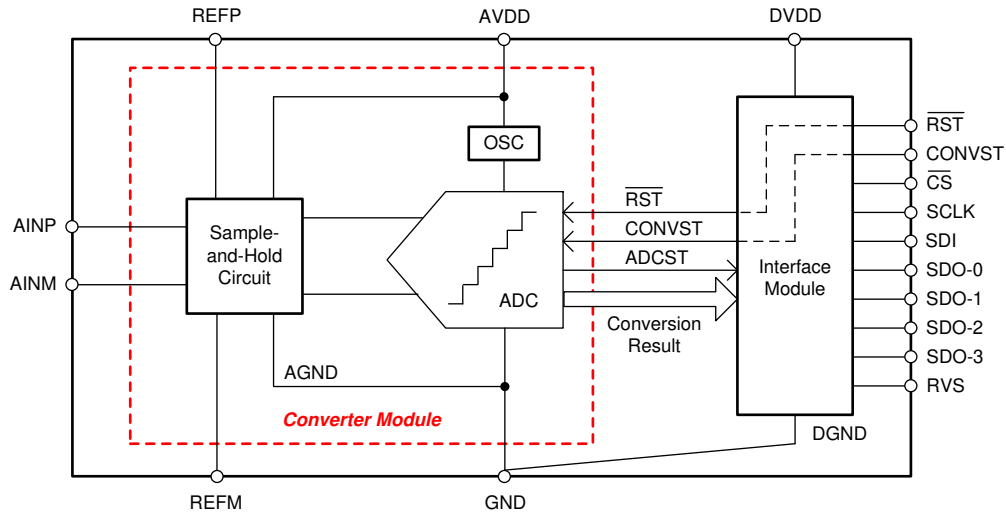 REFP
AVDD
DVDD
OSC
RST
CONVST
CS
SCLK
SDI
SDO-0
SDO-1
SDO-2
SDO-3
RVS
AINP
AINM
Sample-
and-Hold
Circuit
ADC
RST
CONVST
ADCST
Conversion
Result
Interface
Module
AGND
Converter Module
DGND
REFM
GND